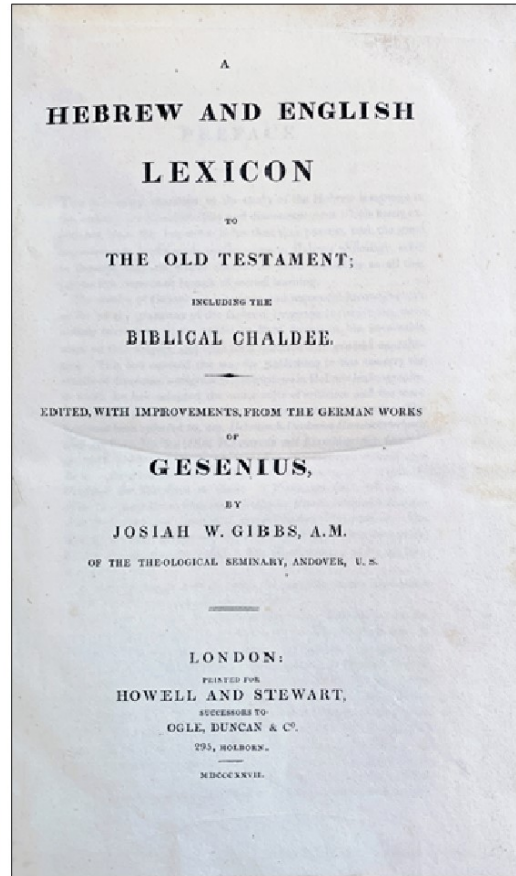 A
HEBREW AND ENGLISH
LEXICON
TO
THE OLD TESTAMENT;
INCLUDING THE
BIBLICAL CHALDEE.
EDITED, WITH IMPROVEMENTS, FROM THE GERMAN WORKS
OF
GESENIUS,
BY
JOSIAH W. GIBBS, A.M.
OF THE THEOLOGICAL SEMINARY, ANDOVER, U. S.
LONDON:
PRINTED FOR
HOWELL AND STEWART,
SUCCESSORS TO
OGLE, DUNCAN & Co.
295, HOLBORN.
MDCCCXXVII.